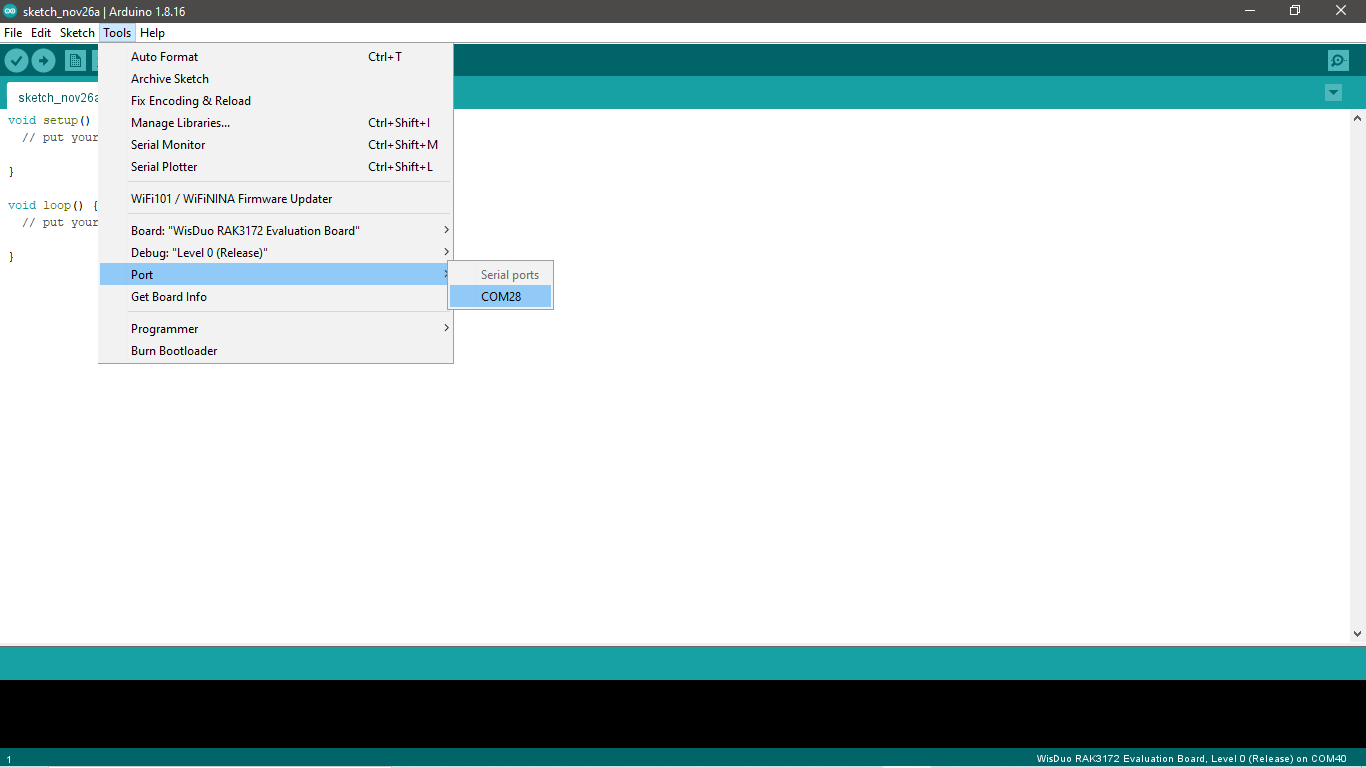 sketch_nov26a | Arduino 1.8.16
File Edit Sketch Tools Help
Auto Format Ctrl+T
Archive Sketch
Fix Encoding & Reload
Manage Libraries... Ctrl+Shift+I
Serial Monitor Ctrl+Shift+M
Serial Plotter Ctrl+Shift+L
WiFi101 / WiFiNINA Firmware Updater
Board: "WisDuo RAK3172 Evaluation Board"
Debug: "Level 0 (Release)"
Port
Serial ports
COM28
Get Board Info
Programmer
Burn Bootloader
sketch_nov26a
void setup()
// put your
}
void loop() {
// put your
}
1 WisDuo RAK3172 Evaluation Board, Level 0 (Release) on COM40